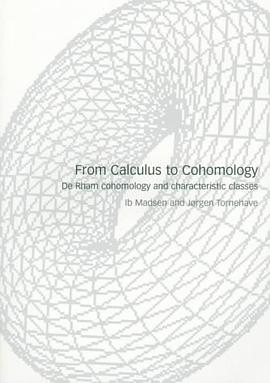 From Calculus to Cohomology
De Rham cohomology and characteristic classes
Ib Madsen and Jørgen Tornehave